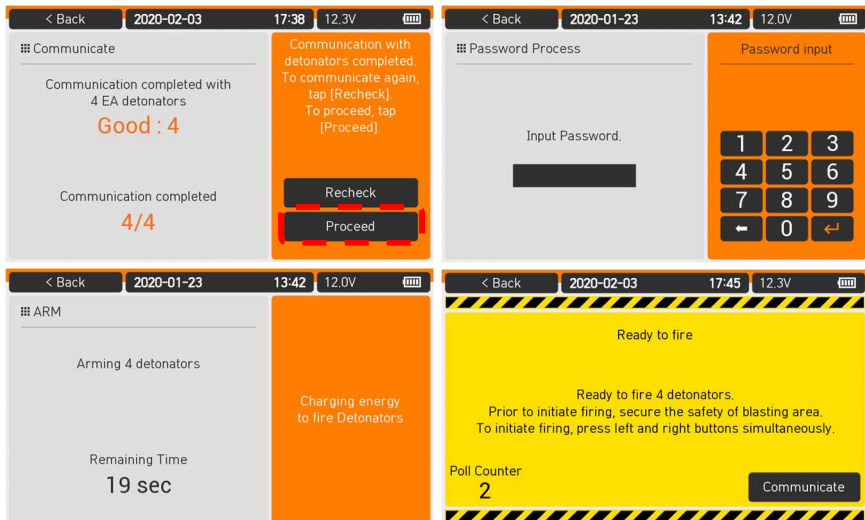 < Back 2020-02-03 17:38 12.3V
Communicate
Communication completed with
4 EA detonators
Good : 4
Communication completed
4/4
Communication with
detonators completed.
To communicate again,
tap [Recheck].
To proceed, tap
[Proceed].
Recheck
Proceed
< Back 2020-01-23 13:42 12.0V
Password Process
Input Password.
Password input
1 2 3
4 5 6
7 8 9
0
< Back 2020-01-23 13:42 12.0V
ARM
Arming 4 detonators
Remaining Time
19 sec
Charging energy
to fire Detonators
< Back 2020-02-03 17:45 12.3V
Ready to fire
Ready to fire 4 detonators.
Prior to initiate firing, secure the safety of blasting area.
To initiate firing, press left and right buttons simultaneously.
Poll Counter
2
Communicate